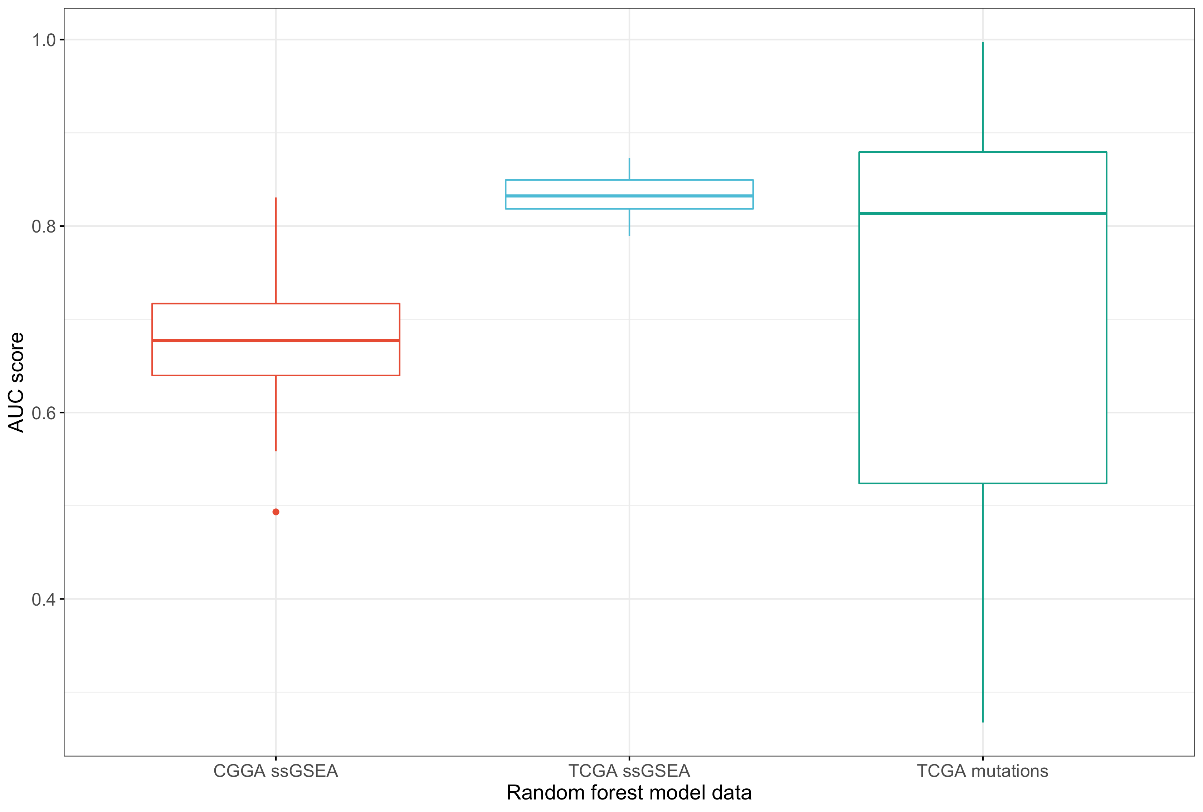 AUC score
1.0
0.8
0.6
0.4
CGGA ssGSEA
TCGA ssGSEA
TCGA mutations
Random forest model data